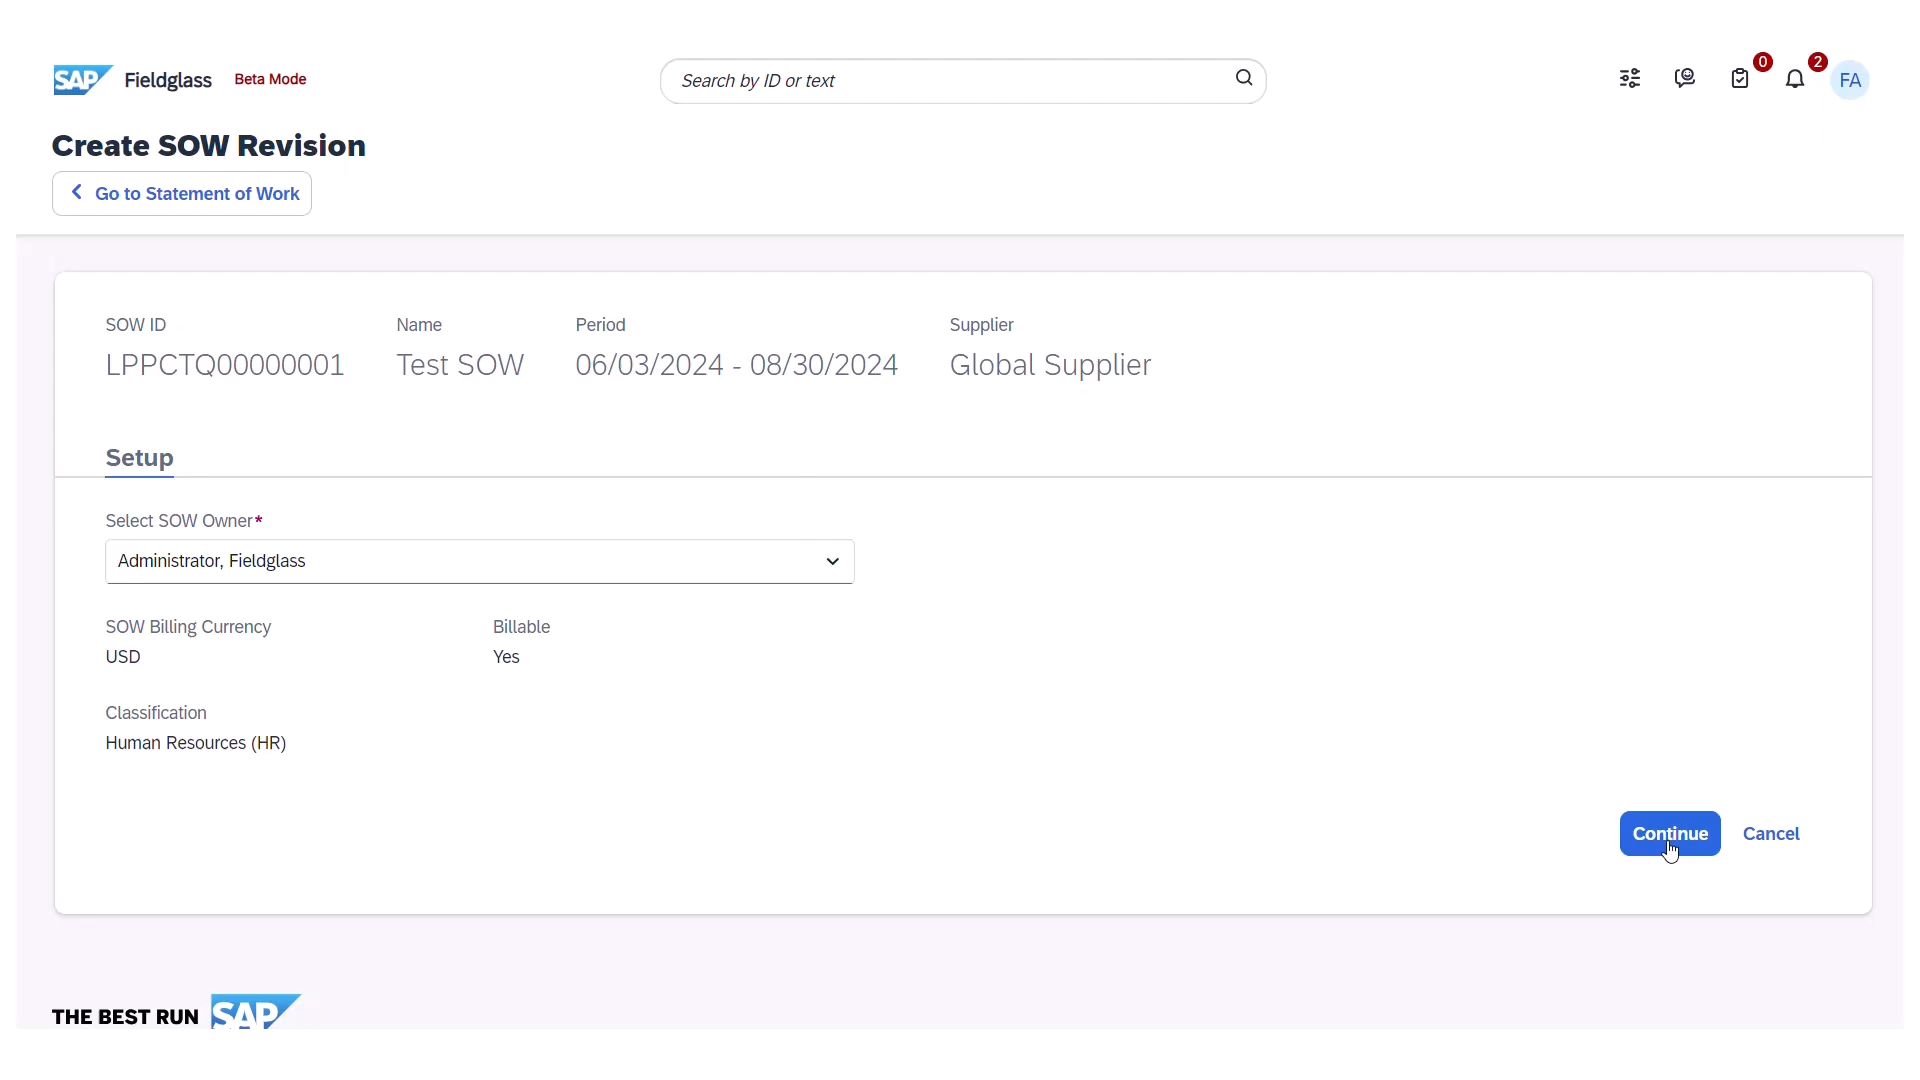 SAP Fieldglass Beta Mode
Search by ID or text
0
2
FA
Create SOW Revision
Go to Statement of Work
SOW ID Name Period Supplier
LPPCTQ00000001 Test SOW 06/03/2024 - 08/30/2024 Global Supplier
Setup
Select SOW Owner*
Administrator, Fieldglass
SOW Billing Currency Billable
USD Yes
Classification
Human Resources (HR)
Continue Cancel
THE BEST RUN SAP